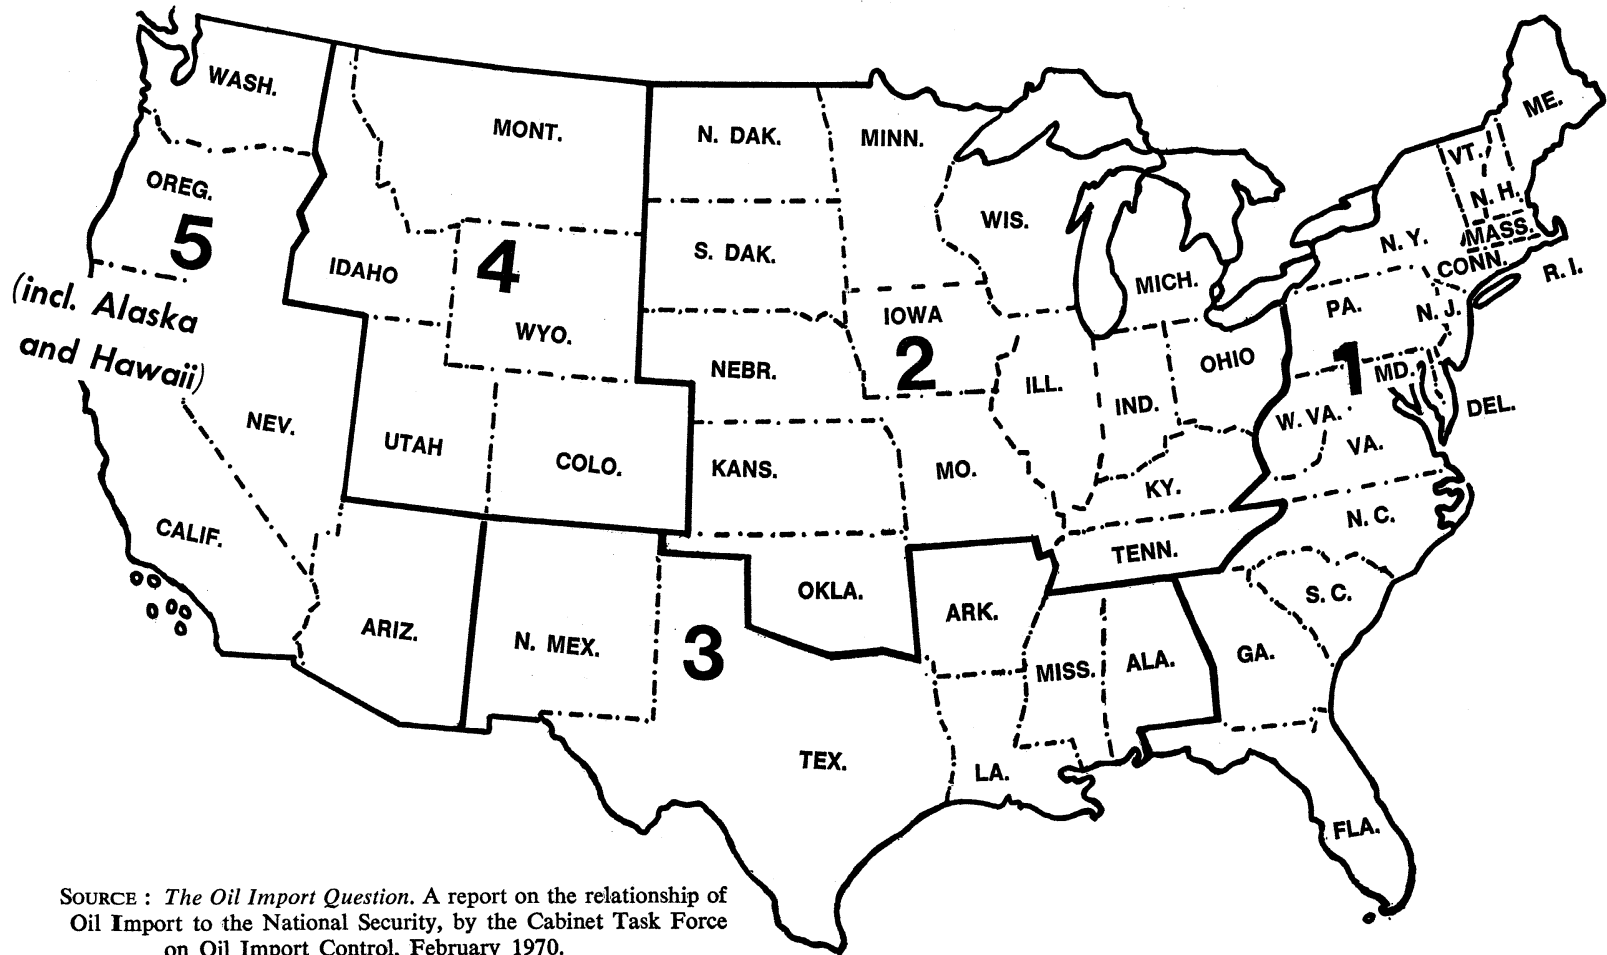 WASH.
MONT.
N. DAK.
MINN.
ME.
VT.
N. H.
OREG.
5
(incl. Alaska
and Hawaii)
IDAHO
4
WYO.
S. DAK.
WIS.
MICH.
N. Y.
MASS.
CONN.
R. I.
IOWA
2
NEBR.
ILL.
IND.
OHIO
PA.
N. J.
1
MD.
DEL.
W. VA.
VA.
NEV.
UTAH
COLO.
KANS.
MO.
KY.
N. C.
CALIF.
TENN.
ARIZ.
N. MEX.
3
OKLA.
ARK.
S. C.
MISS.
ALA.
GA.
TEX.
LA.
FLA.
SOURCE : The Oil Import Question. A report on the relationship of
Oil Import to the National Security, by the Cabinet Task Force
on Oil Import Control, February 1970.